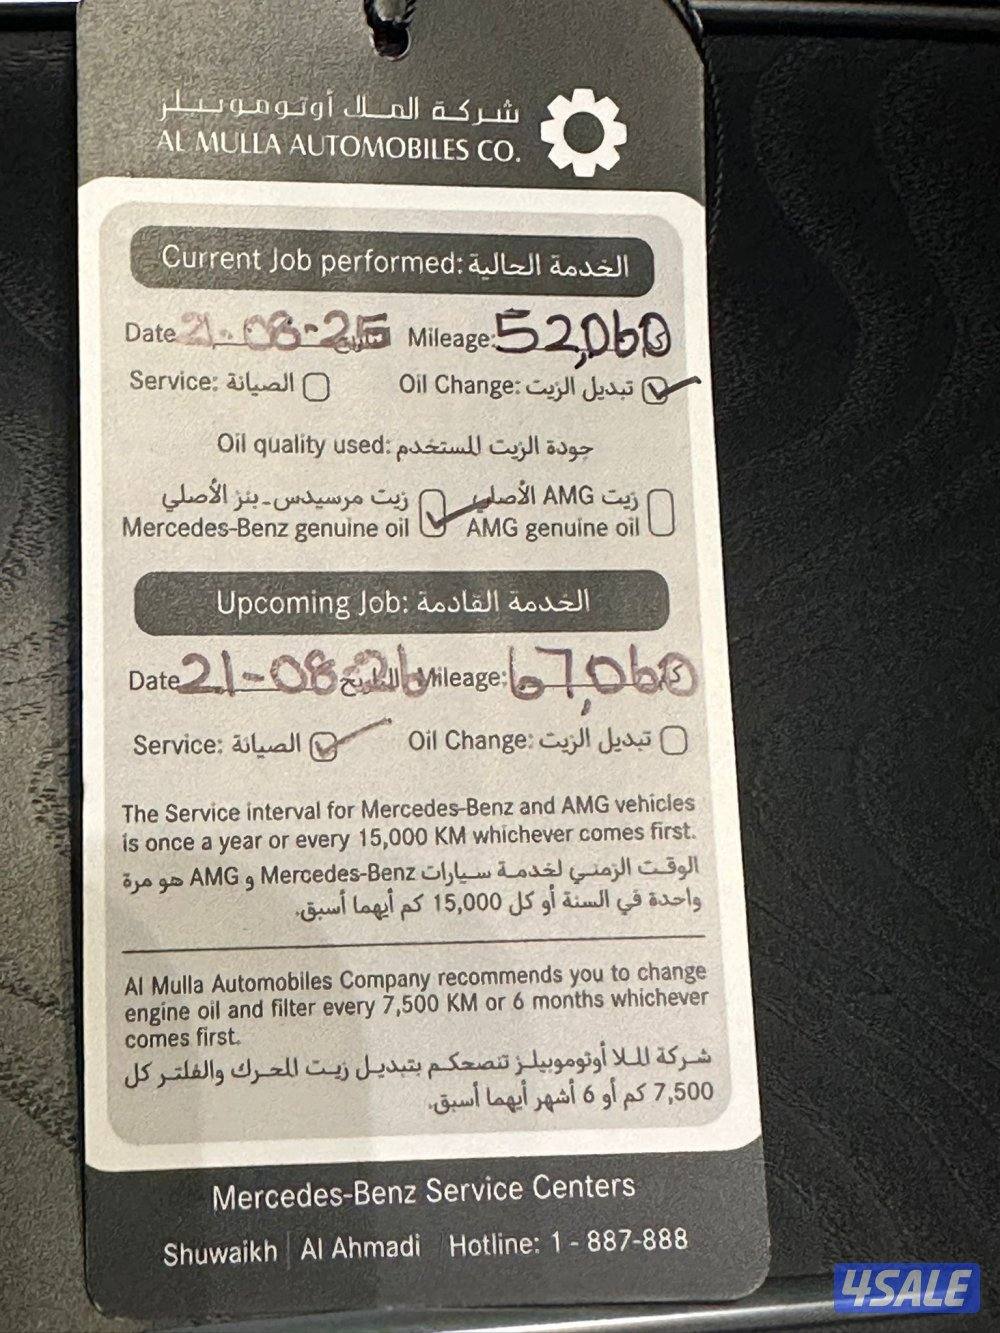 شركة الملا أوتوموبيلز
AL MULLA AUTOMOBILES CO.
Current Job performed: الخدمة الحالية
Date 21-08-25 التاريخ Mileage: 52,060
Service: الصيانة Oil Change: تبديل الزيت
Oil quality used: جودة الزيت المستخدم
زيت مرسيدس-بنز الأصلي زيت AMG الأصلي
Mercedes-Benz genuine oil AMG genuine oil
Upcoming Job: الخدمة القادمة
Date 21-08-26 التاريخ Mileage: 67,060
Service: الصيانة Oil Change: تبديل الزيت
The Service interval for Mercedes-Benz and AMG vehicles
is once a year or every 15,000 KM whichever comes first.
الوقت الزمني لخدمة سيارات Mercedes-Benz و AMG هو مرة
واحدة في السنة أو كل 15,000 كم أيهما أسبق.
Al Mulla Automobiles Company recommends you to change
engine oil and filter every 7,500 KM or 6 months whichever
comes first.
شركة الملا أوتوموبيلز تنصحكم بتبديل زيت المحرك والفلتر كل
7,500 كم أو 6 أشهر أيهما أسبق.
Mercedes-Benz Service Centers
Shuwaikh | Al Ahmadi Hotline: 1 - 887-888
4SALE